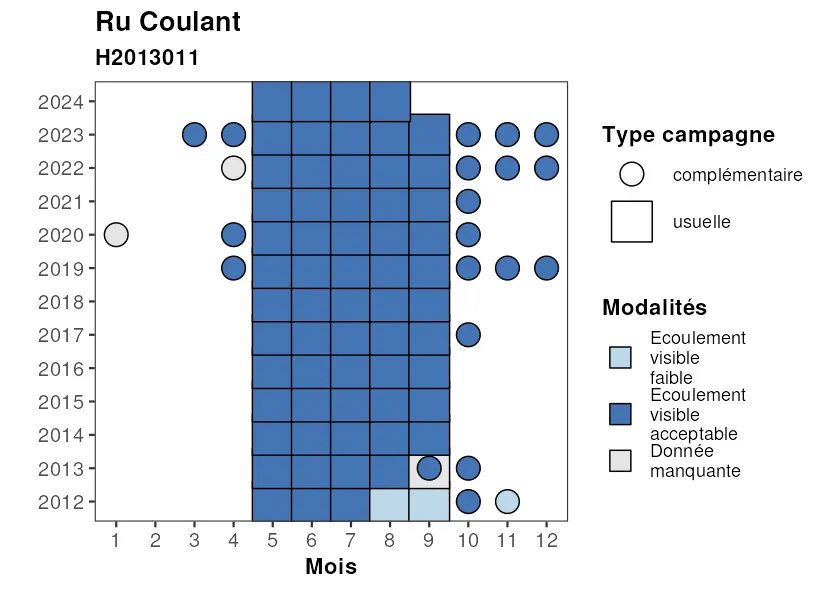 Ru Coulant
H2013011
2024
2023
2022
2021
2020
2019
2018
2017
2016
2015
2014
2013
2012
1 2 3 4 5 6 7 8 9 10 11 12
Mois
Type campagne
complémentaire
usuelle
Modalités
Ecoulement
visible
faible
Ecoulement
visible
acceptable
Donnée
manquante